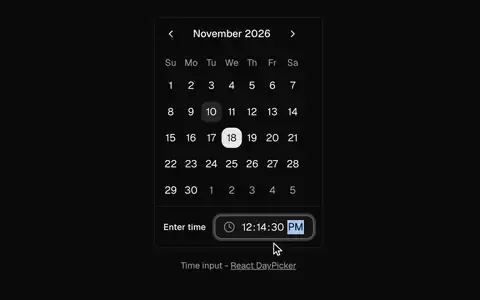 November 2026
Su Mo Tu We Th Fr Sa
1 2 3 4 5 6 7
8 9 10 11 12 13 14
15 16 17 18 19 20 21
22 23 24 25 26 27 28
29 30 1 2 3 4 5
Enter time 12:14:30 PM
Time input - React DayPicker